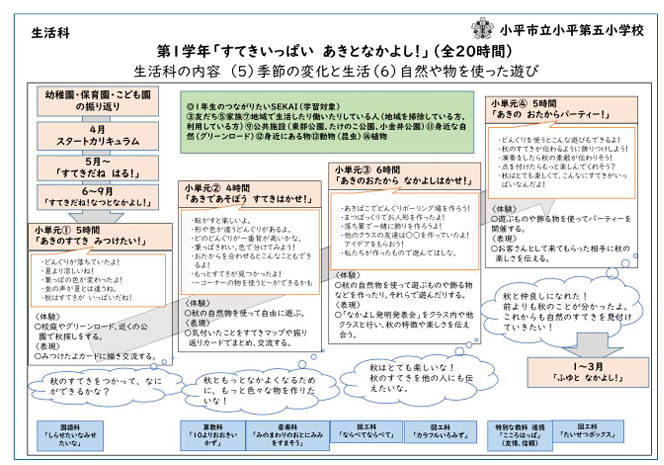 生活科
小平市立小平第五小学校
第1学年「すてきいっぱい あきとなかよし!」(全20時間)
生活科の内容 (5)季節の変化と生活(6)自然や物を使った遊び
幼稚園・保育園・こども園
の振り返り
4月
スタートカリキュラム
5月~
「すてきだね はる!」
6~9月
「すてきだね!なつとなかよし!」
◎1年生のつながりたいSEKAI(学習対象)
③友だち⑤家族⑦地域で生活したり働いたりしている人(地域を掃除している方、
利用している方)⑨公共施設(東部公園、たけのこ公園、小金井公園)⑪身近な自
然(グリーンロード)⑫身近にある物⑬動物(昆虫)⑭植物
小単元① 5時間
「あきのすてき みつけたい!」
・どんぐりが落ちていたよ!
・夏より涼しいね!
・葉っぱの色が変わったよ!
・虫の声が夏とは違うね。
・秋はすてきが いっぱいだね!
〈体験〉
○校庭やグリーンロード、近くの公
園で秋探しをする。
〈表現〉
○みつけたよカードに描き交流する。
小単元② 4時間
「あきであそぼう すてきはかせ!」
・転がすと楽しいよ。
・形や色が違うどんぐりがあるよ。
・どのどんぐりが一番音が高いかな。
・葉っぱきれい。色で分けてみよう!
・おたからを合わせるとこんなこともでき
るよ!
・もっとすてきが見つかったよ!
・~コーナーの物を使うと~ができるかも
〈体験〉
○秋の自然物を使って自由に遊ぶ。
〈表現〉
○気付いたことをすてきマップや振り
返りカードでまとめ、交流する。
小単元③ 6時間
「あきのおたから なかよしはかせ!」
・あきばこでどんぐりボーリング場を作ろう!
・まつぼっくりでお人形を作ったよ!
・落ち葉で一緒に飾りを作ろうよ!
・他のクラスの友達は○○を作っていたよ!
アイデアをもらおう!
・私たちが作ったもので遊んでほしな。
〈体験〉
○秋の自然物を使って遊ぶものや飾る物
などを作ったり、それらで遊んだりする。
〈表現〉
○「なかよし発明発表会」をクラス内や他
クラスと行い、秋の特徴や楽しさを伝え
合う。
小単元④ 5時間
「あきの おたからパーティー!」
・どんぐりを使うとこんな遊びもできるよ!
・秋のすてきが伝わるように飾りつけしよう!
・演奏をしたら秋の素敵が伝わりそう!
・点を付けたらもっと楽しんでくれそう?
・秋はとても楽しくて、こんなにすてきがいっ
ぱいなんだよ!
〈体験〉
○遊ぶものや飾る物を使ってパーティーを
開催する。
〈表現〉
○お客さんとして来てもらった相手に秋の
楽しさを伝える。
秋と仲良しになれた!
前よりも秋のことが分かったよ。
これからも自然のすてきを見付け
ていきたい!
1~3月
「ふゆと なかよし!」
秋のすてきをつかって、なに
ができるかな?
秋ともっとなかよくなるため
に、もっと色々な物を作りた
いな!
秋はとても楽しいな!
秋のすてきを他の人にも伝
えたいな。
国語科
「しらせたいなみせ
たいな」
算数科
「10よりおおきい
かず」
音楽科
「みのまわりのおとにみみ
をすまそう」
図工科
「ならべてならべて」
図工科
「カラフルいろみず」
特別な教科 道徳
「こころはっぱ」
(友情、信頼)
図工科
「たいせつボックス」